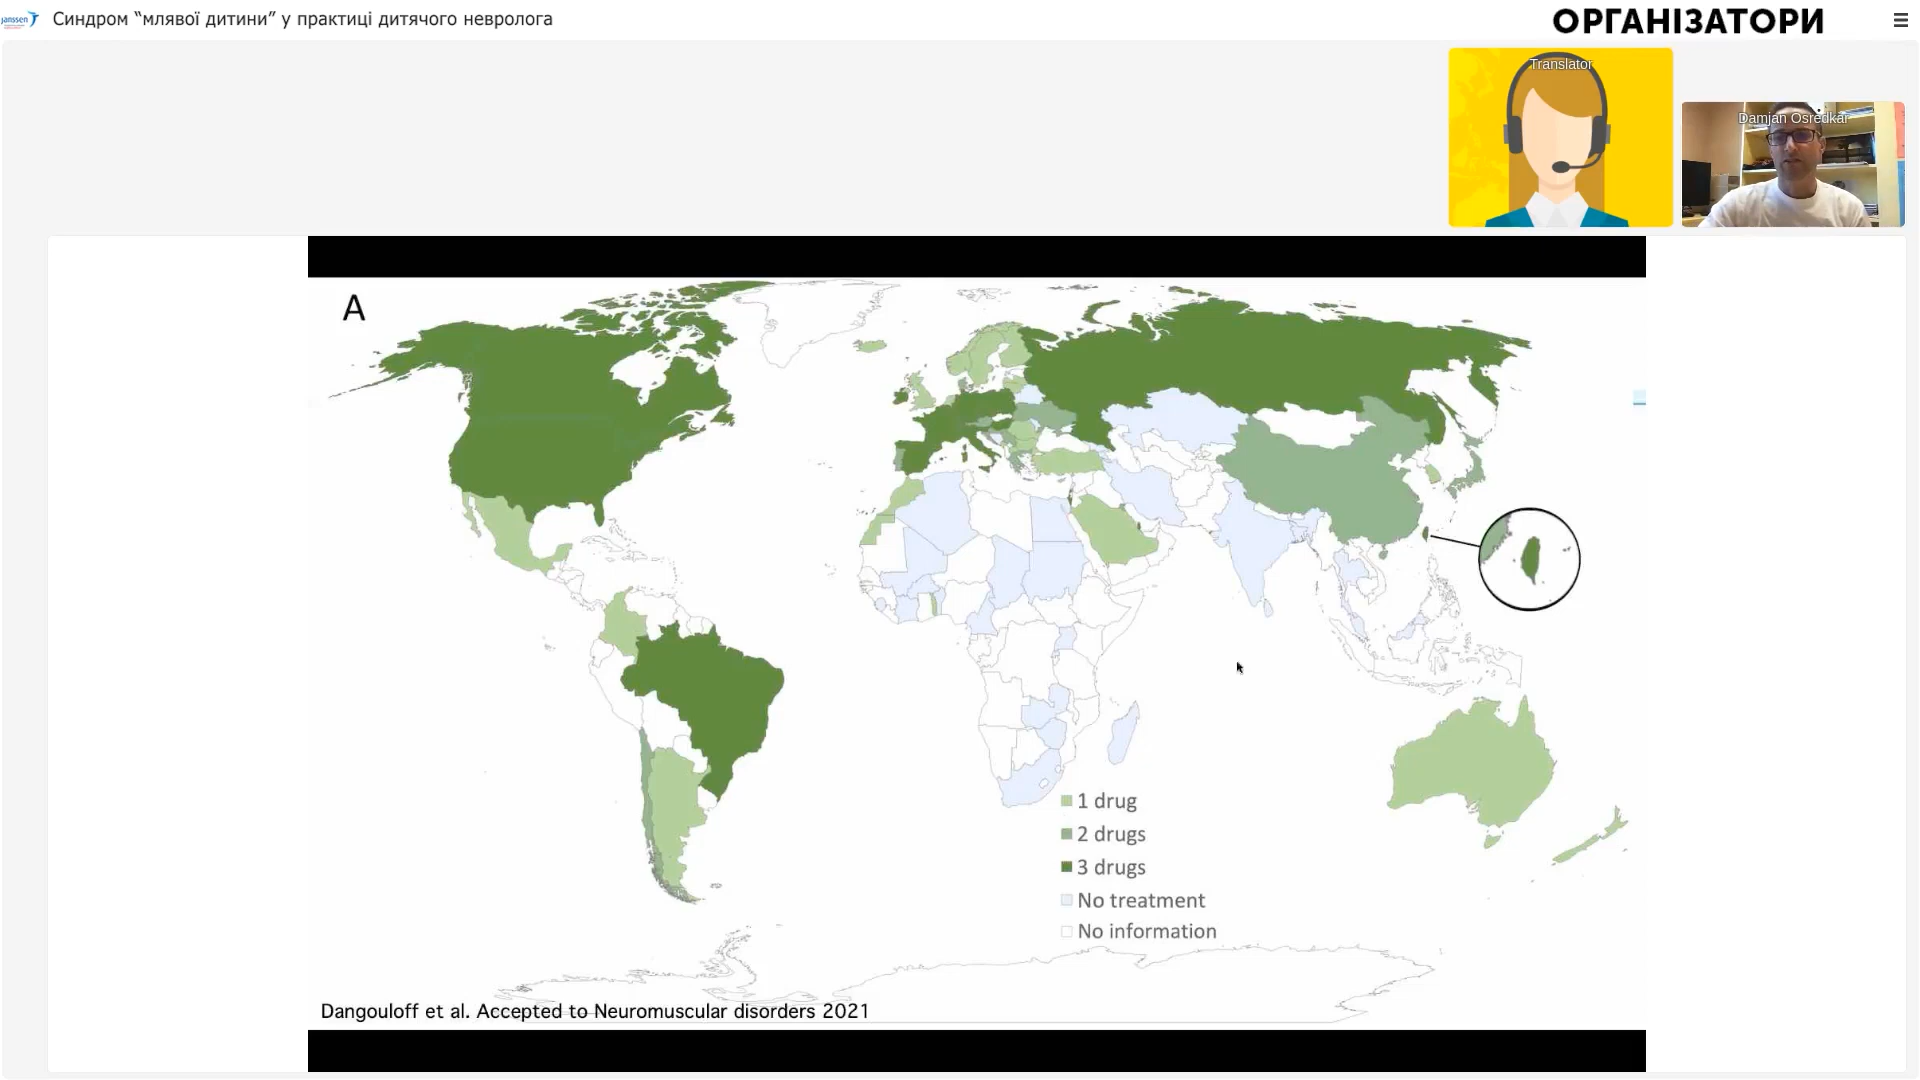 janssen
Синдром “млявої дитини” у практиці дитячого невролога
ОРГАНІЗАТОРИ
Translator
Damjan Osredkar
A
1 drug
2 drugs
3 drugs
No treatment
No information
Dangouloff et al. Accepted to Neuromuscular disorders 2021